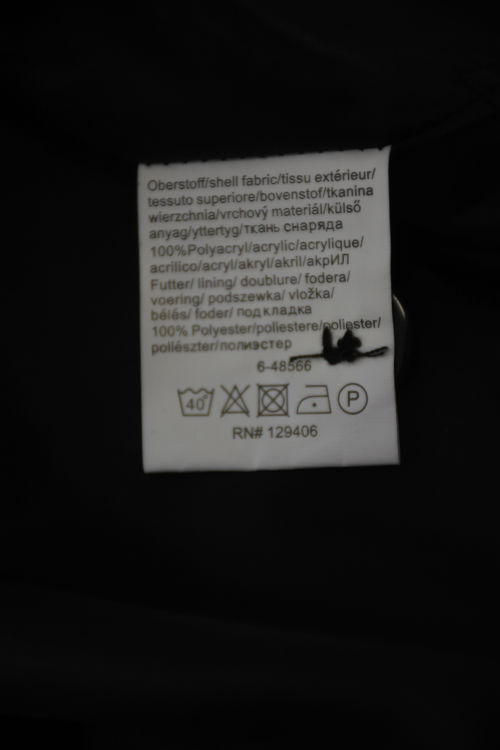 Oberstoff/shell fabric/tissu extérieur/
tessuto superiore/bovenstof/tkanina
wierzchnia/vrchový materiál/külső
anyag/yttertyg/ткань снаряда
100%Polyacryl/acrylic/acrylique/
acrilico/acryl/akryl/akril/акрИЛ
Futter/ lining/ doublure/ fodera/
voering/ podszewka/ vložka/
bélés/ foder/ подкладка
100% Polyester/poliestere/poliester/
poliészter/полиэстер
6-48566
40°
P
RN# 129406